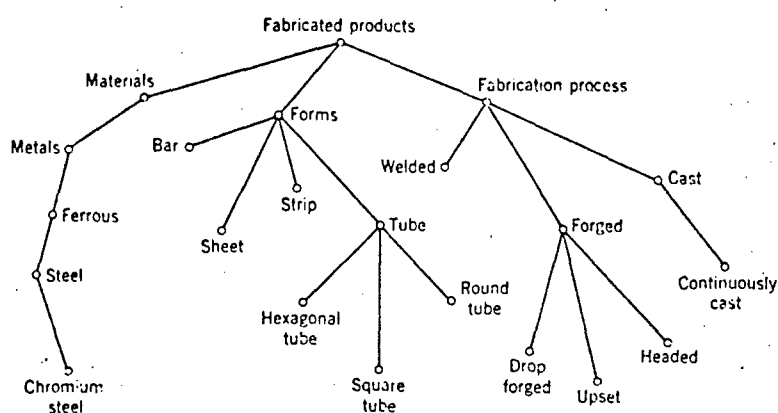 Fabricated products
Materials
Fabrication process
Forms
Metals
Bar
Welded
Cast
Strip
Ferrous
Tube
Forged
Sheet
Steel
Continuously
cast
Round
tube
Hexagonal
tube
Headed
Drop
forged
Chromium
steel
Square
tube
Upset